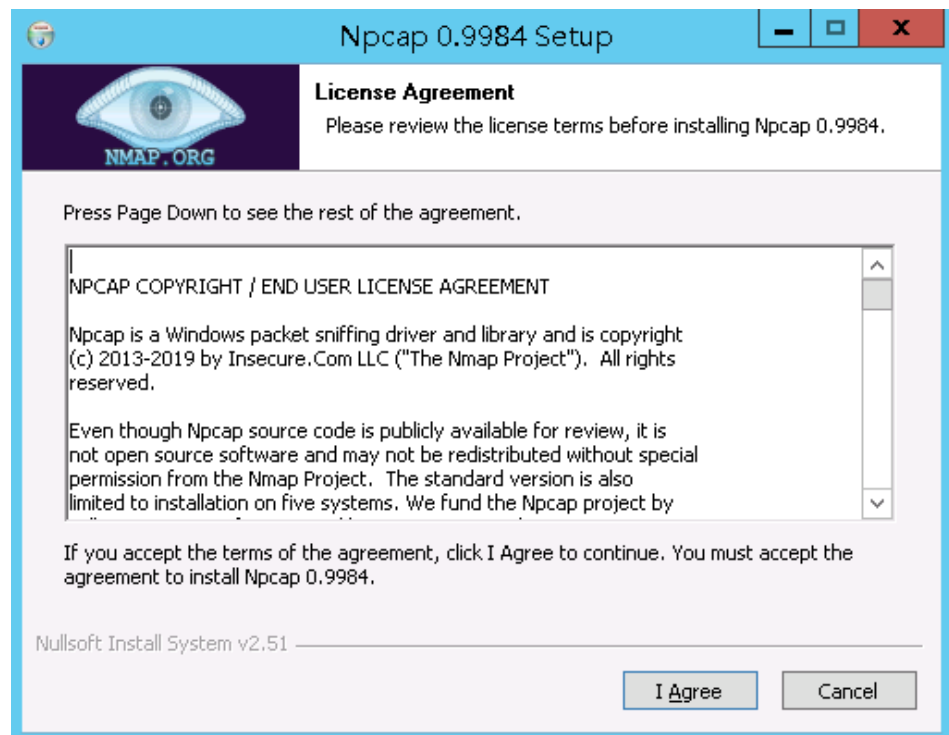 Npcap 0.9984 Setup
NMAP.ORG
License Agreement
Please review the license terms before installing Npcap 0.9984.
Press Page Down to see the rest of the agreement.
NPCAP COPYRIGHT / END USER LICENSE AGREEMENT
Npcap is a Windows packet sniffing driver and library and is copyright
(c) 2013-2019 by Insecure.Com LLC ("The Nmap Project").  All rights
reserved.
Even though Npcap source code is publicly available for review, it is
not open source software and may not be redistributed without special
permission from the Nmap Project.  The standard version is also
limited to installation on five systems. We fund the Npcap project by
If you accept the terms of the agreement, click I Agree to continue. You must accept the
agreement to install Npcap 0.9984.
Nullsoft Install System v2.51
I Agree
Cancel